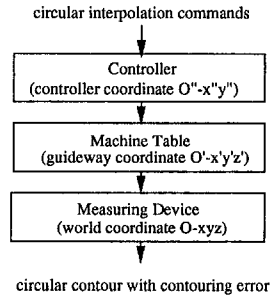 circular interpolation commands
Controller
(controller coordinate O"-x"y")
Machine Table
(guideway coordinate O'-x'y'z')
Measuring Device
(world coordinate O-xyz)
circular contour with contouring error